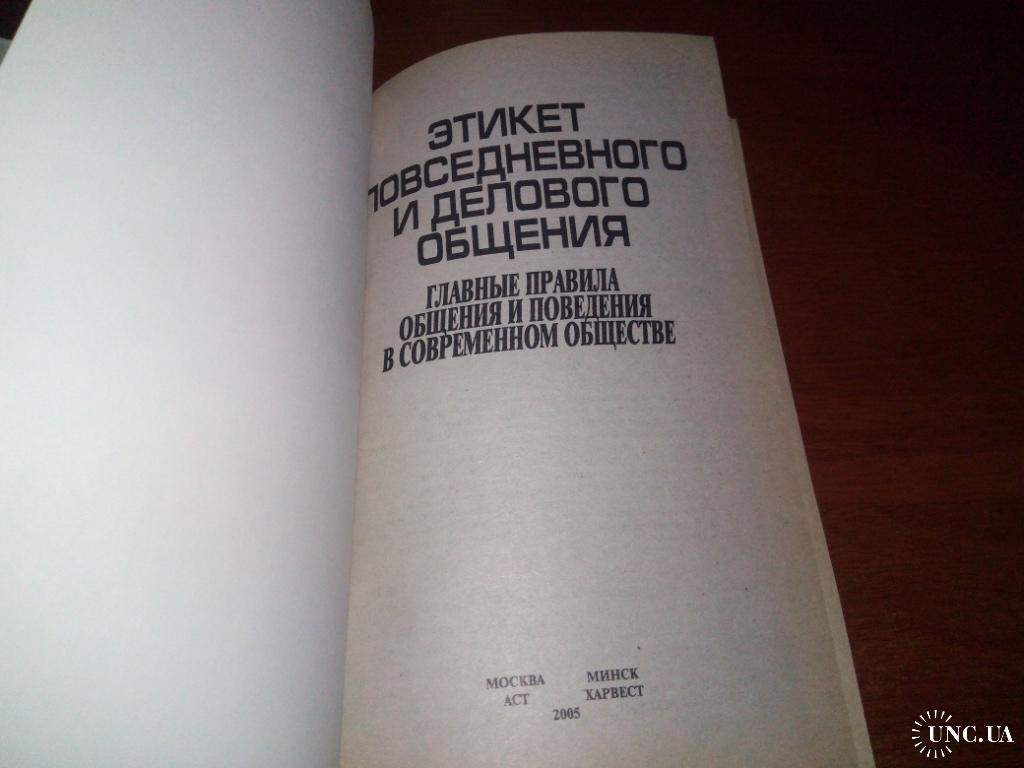 ЭТИКЕТ
ПОВСЕДНЕВНОГО
И ДЕЛОВОГО
ОБЩЕНИЯ
ГЛАВНЫЕ ПРАВИЛА
ОБЩЕНИЯ И ПОВЕДЕНИЯ
В СОВРЕМЕННОМ ОБЩЕСТВЕ
МОСКВА МИНСК
АСТ ХАРВЕСТ
2005
UNC.UA